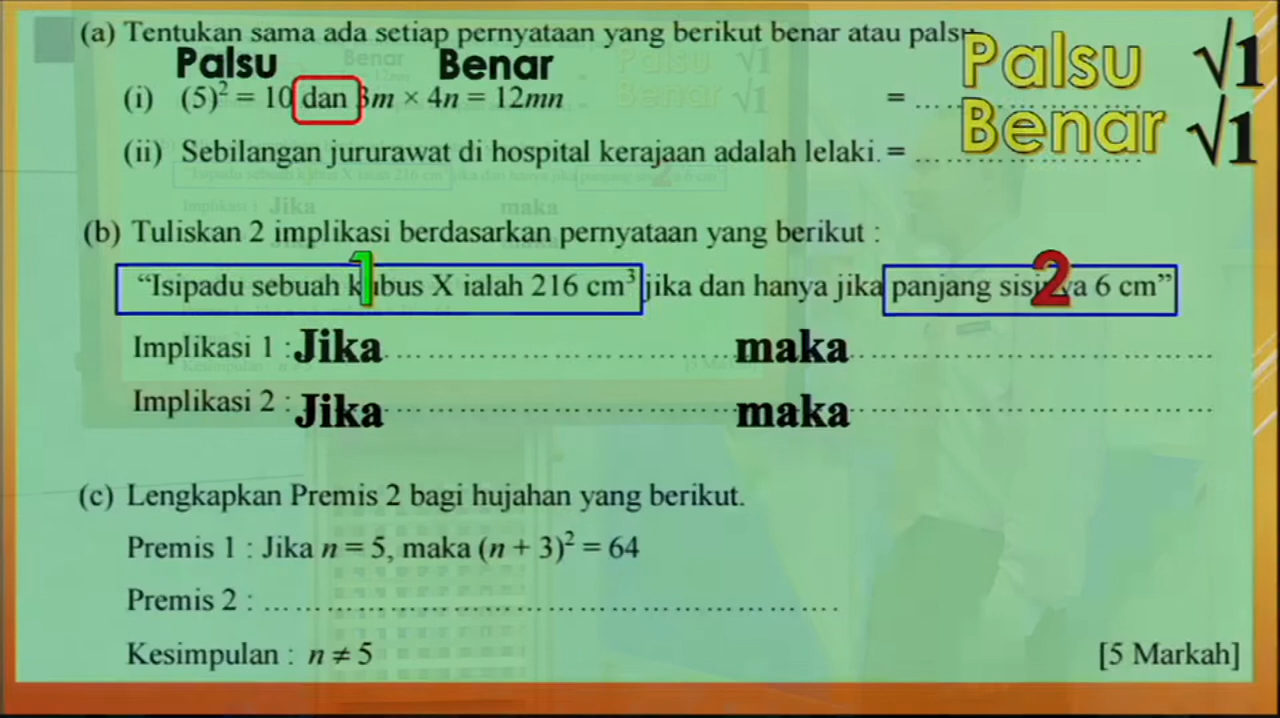 (a) Tentukan sama ada setiap pernyataan yang berikut benar atau palsu
Palsu Benar
Palsu √1
(i) (5)² = 10 dan 3m × 4n = 12mn = ..............
Benar √1
(ii) Sebilangan jururawat di hospital kerajaan adalah lelaki. = ..............
(b) Tuliskan 2 implikasi berdasarkan pernyataan yang berikut :
1 2
“Isipadu sebuah kubus X ialah 216 cm³ jika dan hanya jika panjang sisinya 6 cm”
Implikasi 1 : Jika .............................. maka ..............................
Implikasi 2 : Jika .............................. maka ..............................
(c) Lengkapkan Premis 2 bagi hujahan yang berikut.
Premis 1 : Jika n = 5, maka (n + 3)² = 64
Premis 2 : ........................................
Kesimpulan : n ≠ 5 [5 Markah]